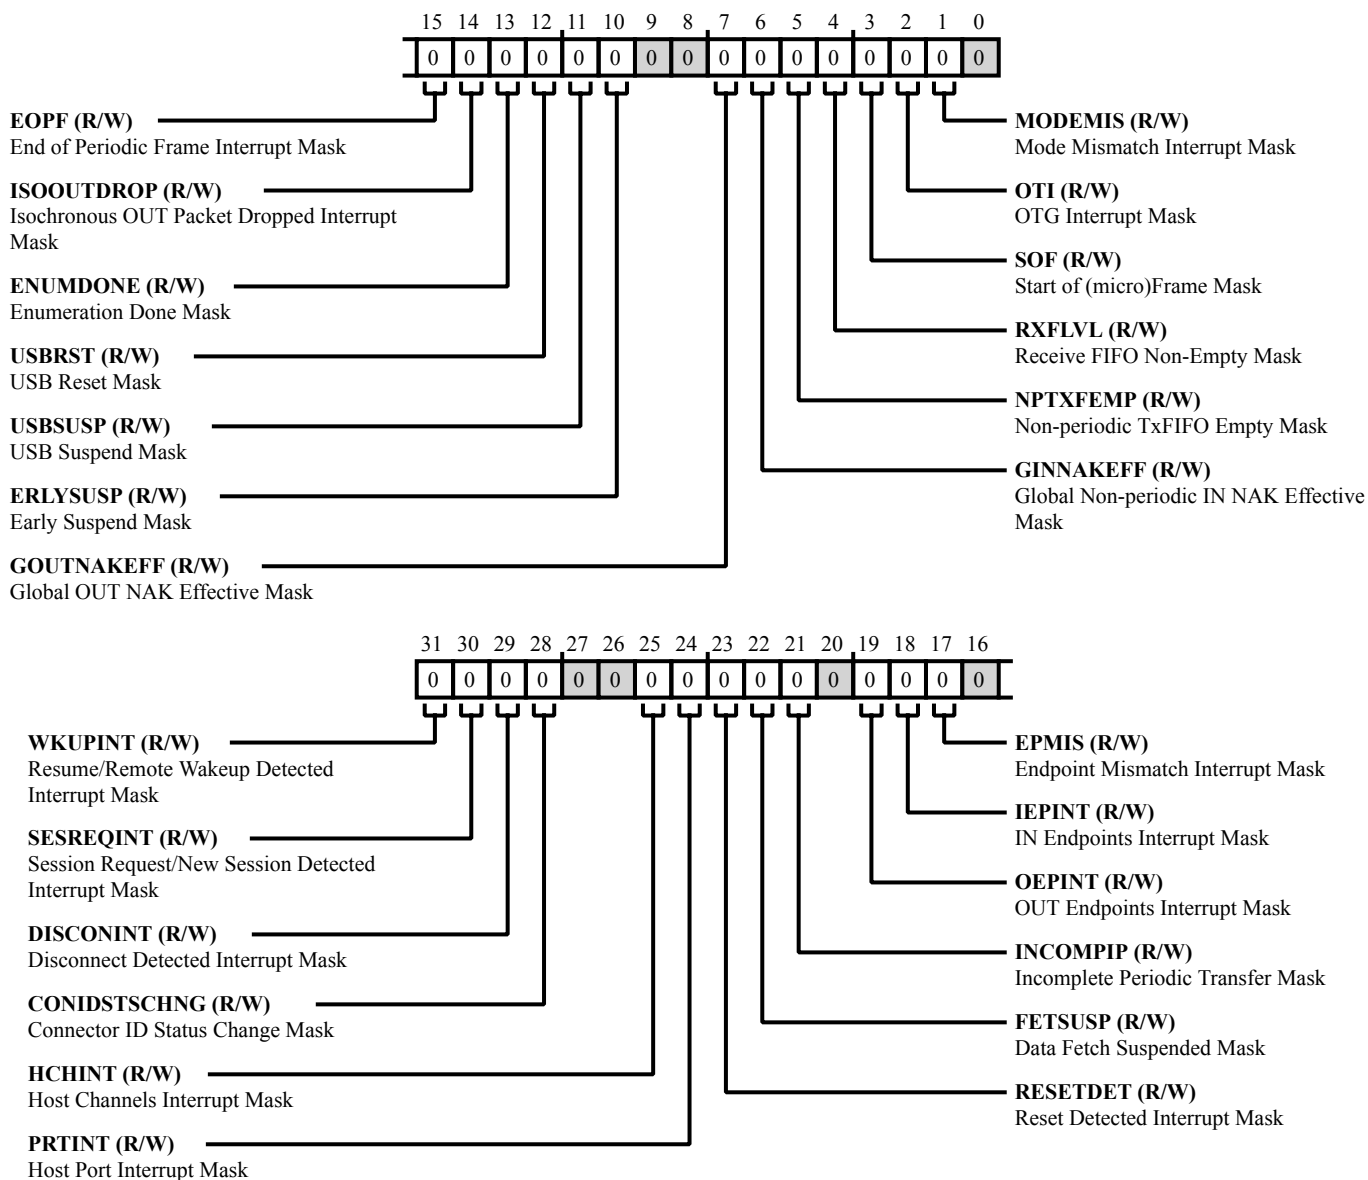 15 14 13 12 11 10 9 8 7 6 5 4 3 2 1 0
0 0 0 0 0 0 0 0 0 0 0 0 0 0 0 0
EOPF (R/W)
End of Periodic Frame Interrupt Mask
ISOOUTDROP (R/W)
Isochronous OUT Packet Dropped Interrupt
Mask
ENUMDONE (R/W)
Enumeration Done Mask
USBRST (R/W)
USB Reset Mask
USBSUSP (R/W)
USB Suspend Mask
ERLYSUSP (R/W)
Early Suspend Mask
GOUTNAKEFF (R/W)
Global OUT NAK Effective Mask
MODEMIS (R/W)
Mode Mismatch Interrupt Mask
OTI (R/W)
OTG Interrupt Mask
SOF (R/W)
Start of (micro)Frame Mask
RXFLVL (R/W)
Receive FIFO Non-Empty Mask
NPTXFEMP (R/W)
Non-periodic TxFIFO Empty Mask
GINNAKEFF (R/W)
Global Non-periodic IN NAK Effective
Mask
31 30 29 28 27 26 25 24 23 22 21 20 19 18 17 16
0 0 0 0 0 0 0 0 0 0 0 0 0 0 0 0
WKUPINT (R/W)
Resume/Remote Wakeup Detected
Interrupt Mask
SESREQINT (R/W)
Session Request/New Session Detected
Interrupt Mask
DISCONINT (R/W)
Disconnect Detected Interrupt Mask
CONIDSTSCHNG (R/W)
Connector ID Status Change Mask
HCHINT (R/W)
Host Channels Interrupt Mask
PRTINT (R/W)
Host Port Interrupt Mask
EPMIS (R/W)
Endpoint Mismatch Interrupt Mask
IEPINT (R/W)
IN Endpoints Interrupt Mask
OEPINT (R/W)
OUT Endpoints Interrupt Mask
INCOMPIP (R/W)
Incomplete Periodic Transfer Mask
FETSUSP (R/W)
Data Fetch Suspended Mask
RESETDET (R/W)
Reset Detected Interrupt Mask